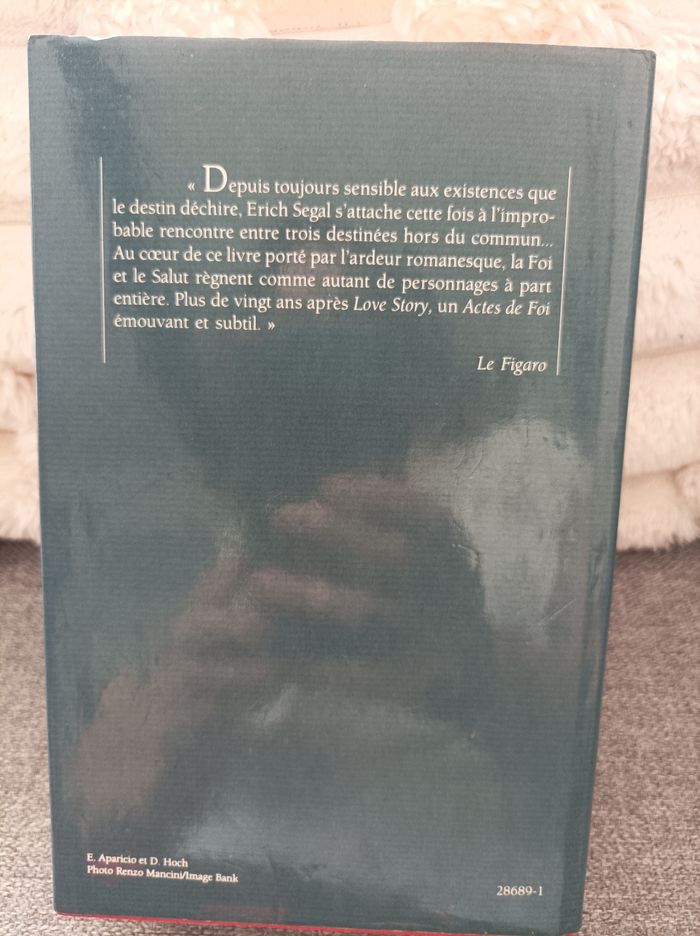 « Depuis toujours sensible aux existences que
le destin déchire, Erich Segal s'attache cette fois à l'impro-
bable rencontre entre trois destinées hors du commun...
Au cœur de ce livre porté par l'ardeur romanesque, la Foi
et le Salut règnent comme autant de personnages à part
entière. Plus de vingt ans après Love Story, un Actes de Foi
émouvant et subtil. »
Le Figaro
E. Aparicio et D. Hoch
Photo Renzo Mancini/Image Bank
28689-1